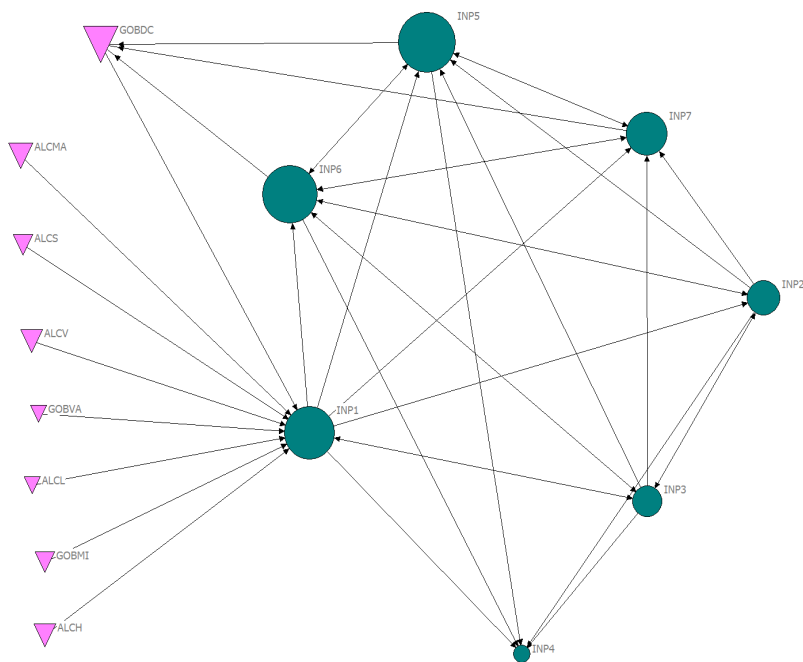 INP5
GOBDC
INP7
ALCMA
INP6
ALCS
INP2
ALCV
GOBVA
INP1
ALCL
INP3
GOBMI
ALCH
INP4